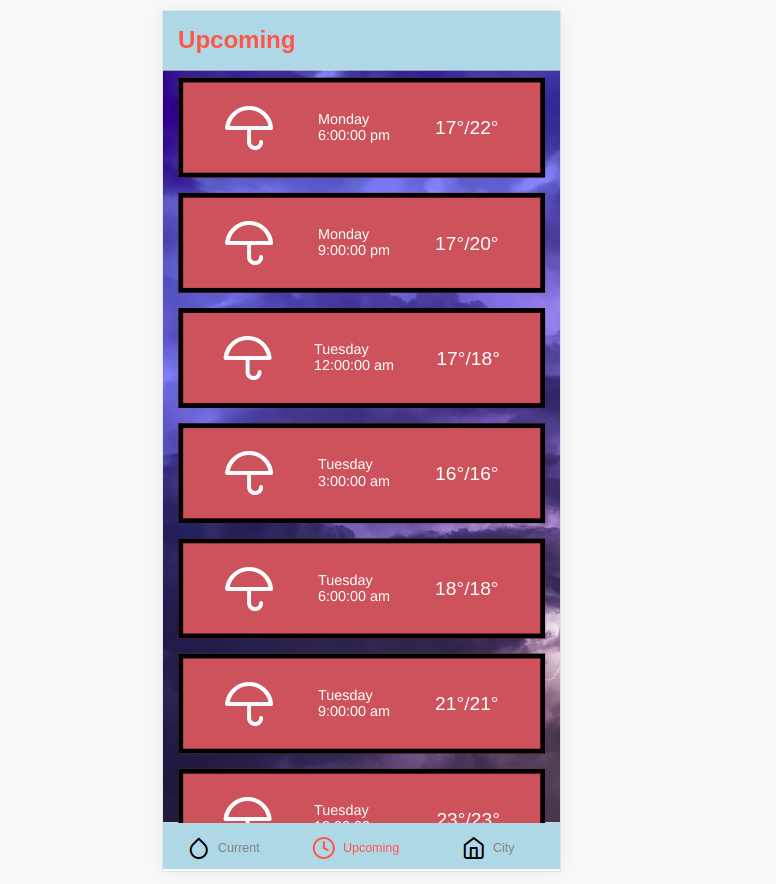 Upcoming
Monday
6:00:00 pm
17°/22°
Monday
9:00:00 pm
17°/20°
Tuesday
12:00:00 am
17°/18°
Tuesday
3:00:00 am
16°/16°
Tuesday
6:00:00 am
18°/18°
Tuesday
9:00:00 am
21°/21°
Tuesday
23°/23°
Current
Upcoming
City